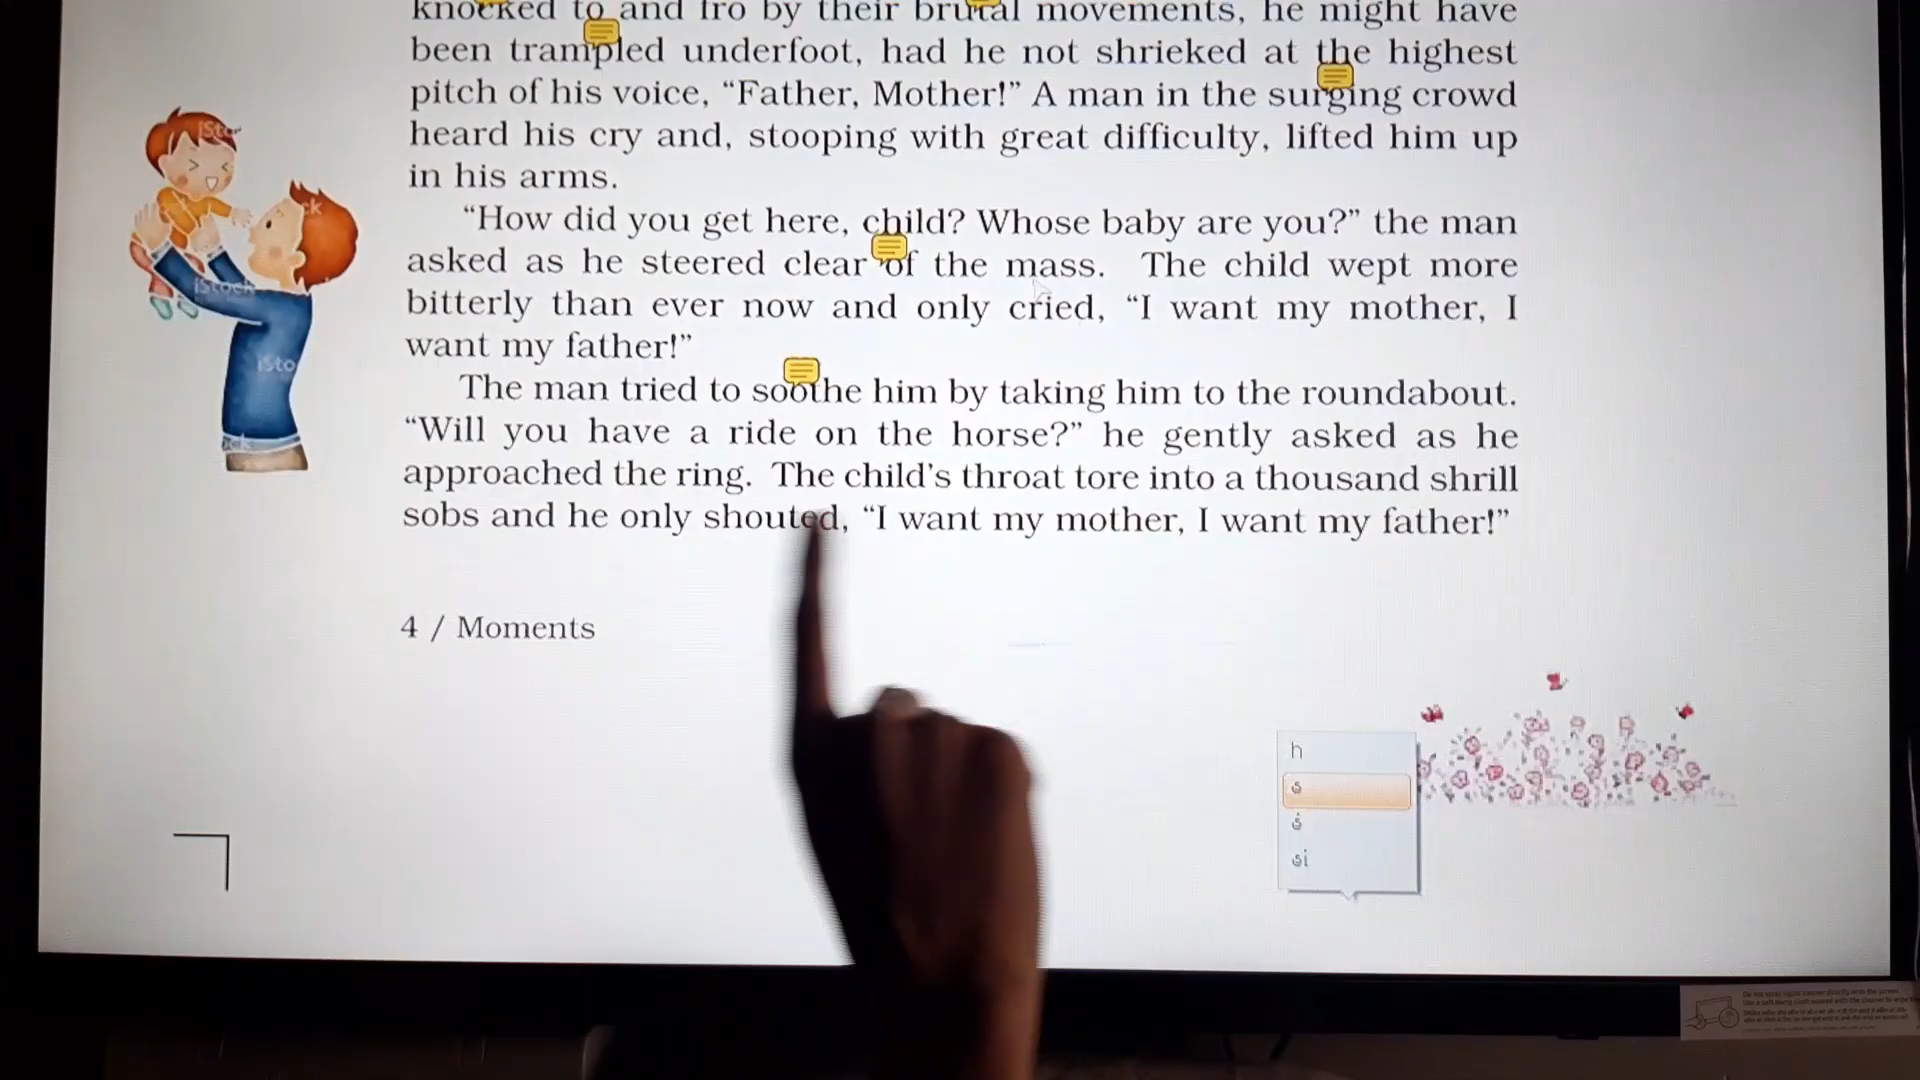 knocked to and fro by their brutal movements, he might have
been trampled underfoot, had he not shrieked at the highest
pitch of his voice, “Father, Mother!” A man in the surging crowd
heard his cry and, stooping with great difficulty, lifted him up
in his arms.
“How did you get here, child? Whose baby are you?” the man
asked as he steered clear of the mass. The child wept more
bitterly than ever now and only cried, “I want my mother, I
want my father!”
The man tried to soothe him by taking him to the roundabout.
“Will you have a ride on the horse?” he gently asked as he
approached the ring. The child’s throat tore into a thousand shrill
sobs and he only shouted, “I want my mother, I want my father!”
4 / Moments
h
s
ṡ
si